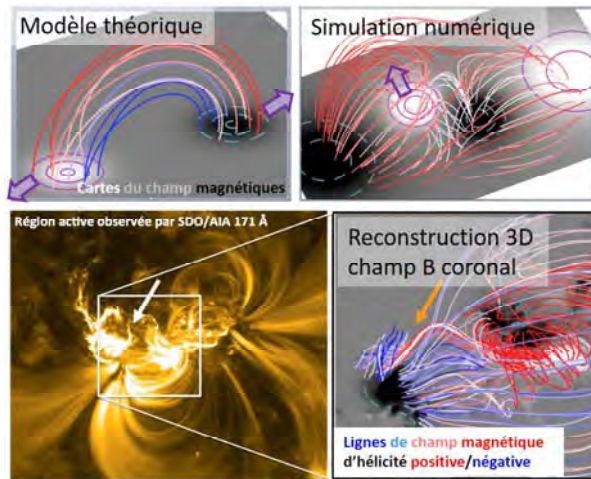 Modèle théorique
Cartes du champ magnétiques
Simulation numérique
Région active observée par SDO/AIA 171 Å
Reconstruction 3D
champ B coronal
Lignes de champ magnétique
d'hélicité positive/négative